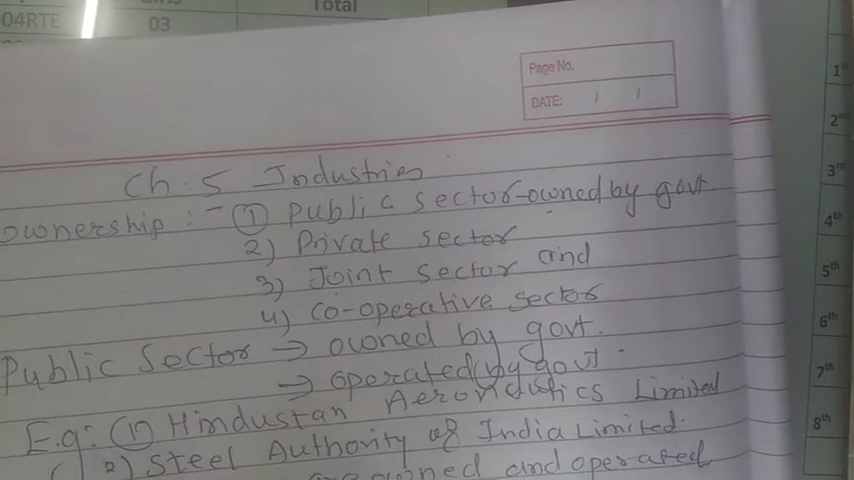 04RTE
03
Total
Page No.
DATE: / /
1st
2nd
3rd
4th
5th
6th
7th
8th
Ch. 5 Industries
ownership :- (1) public sector-owned by govt
2) Private sector
3) Joint sector and
4) Co-operative sector
Public Sector → owned by govt.
→ operated by govt.
E.g: (1) Hindustan Aeronautics Limited
2) Steel Authority of India Limited.
owned and operated